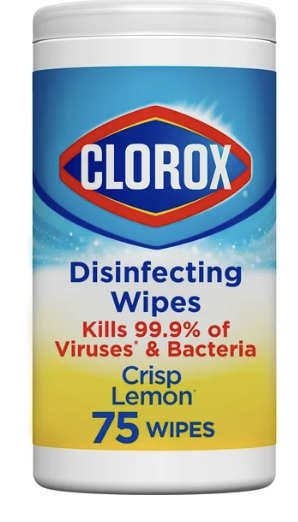 CLOROX®
Disinfecting
Wipes
Kills 99.9% of
Viruses* & Bacteria
Crisp
Lemon
75 WIPES